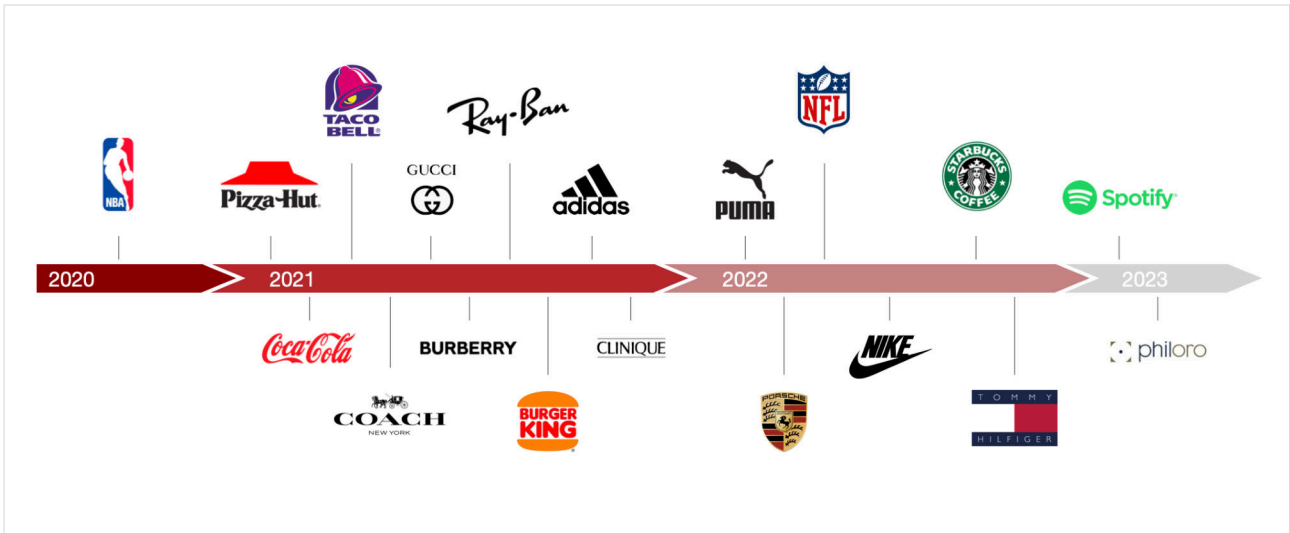 TACO
BELL®
Ray-Ban
NFL
NBA
Pizza Hut®
GUCCI
adidas
PUMA
STARBUCKS
COFFEE
Spotify®
2020
2021
2022
2023
Coca-Cola
BURBERRY
CLINIQUE
NIKE
philoro
COACH
NEW YORK
BURGER
KING
®
PORSCHE
TOMMY
HILFIGER